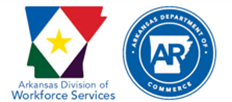 Arkansas Division of
Workforce Services
ARKANSAS DEPARTMENT OF
AR
COMMERCE